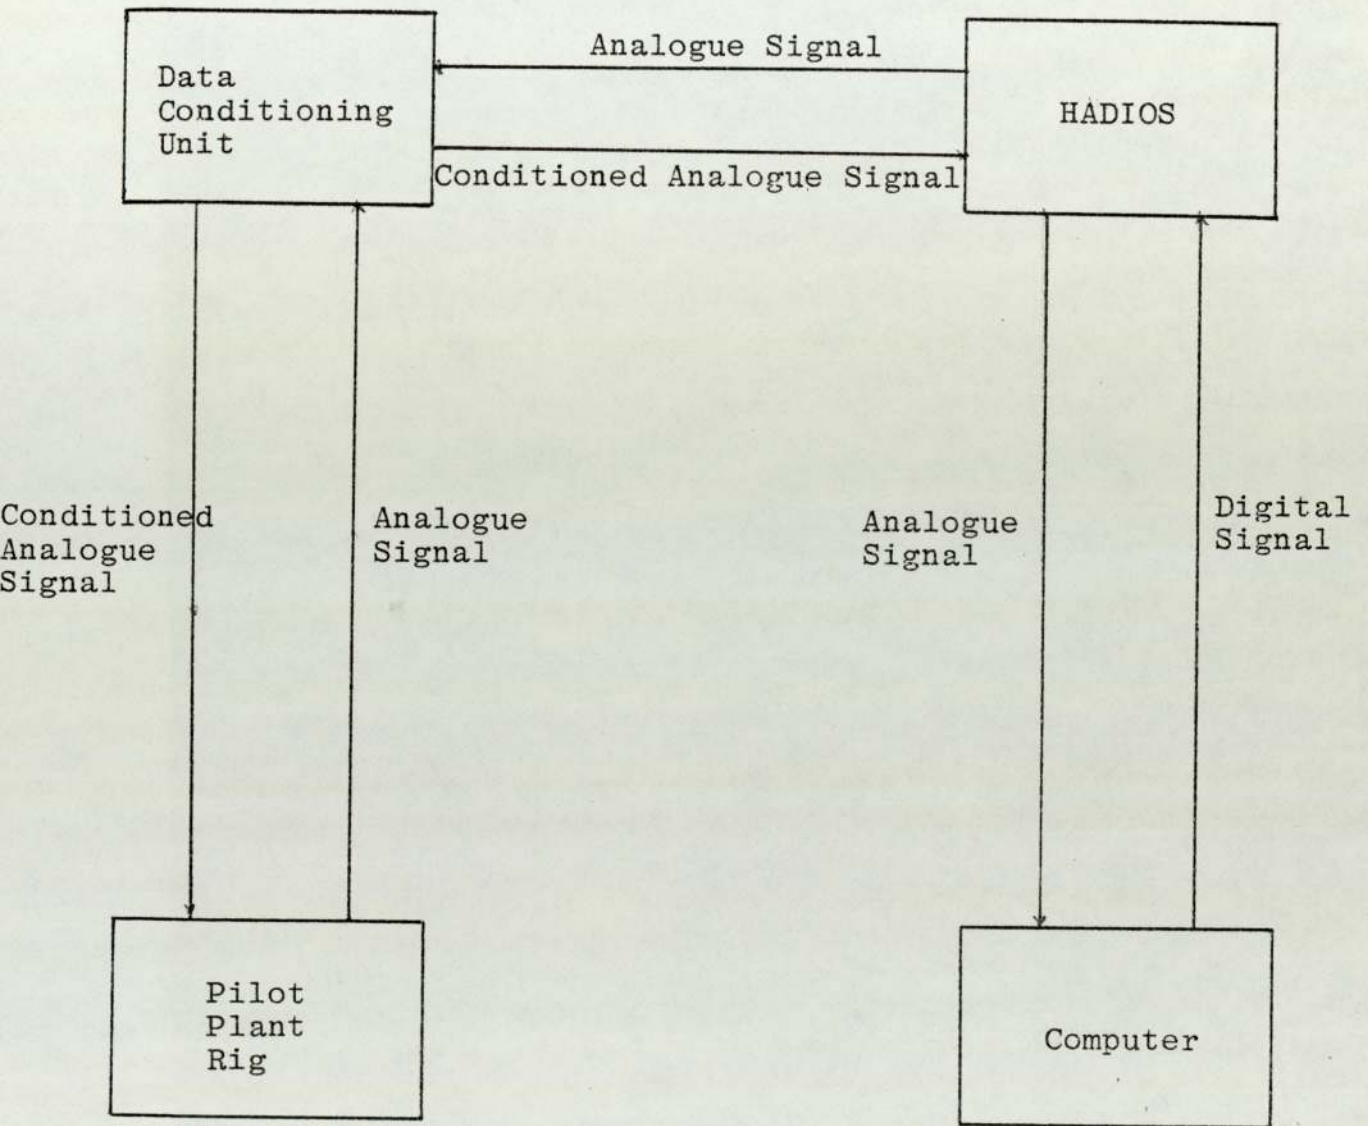 Analogue Signal
Data
Conditioning
Unit
HADIOS
Conditioned Analogue Signal
Conditioned
Analogue
Signal
Analogue
Signal
Analogue
Signal
Digital
Signal
Pilot
Plant
Rig
Computer